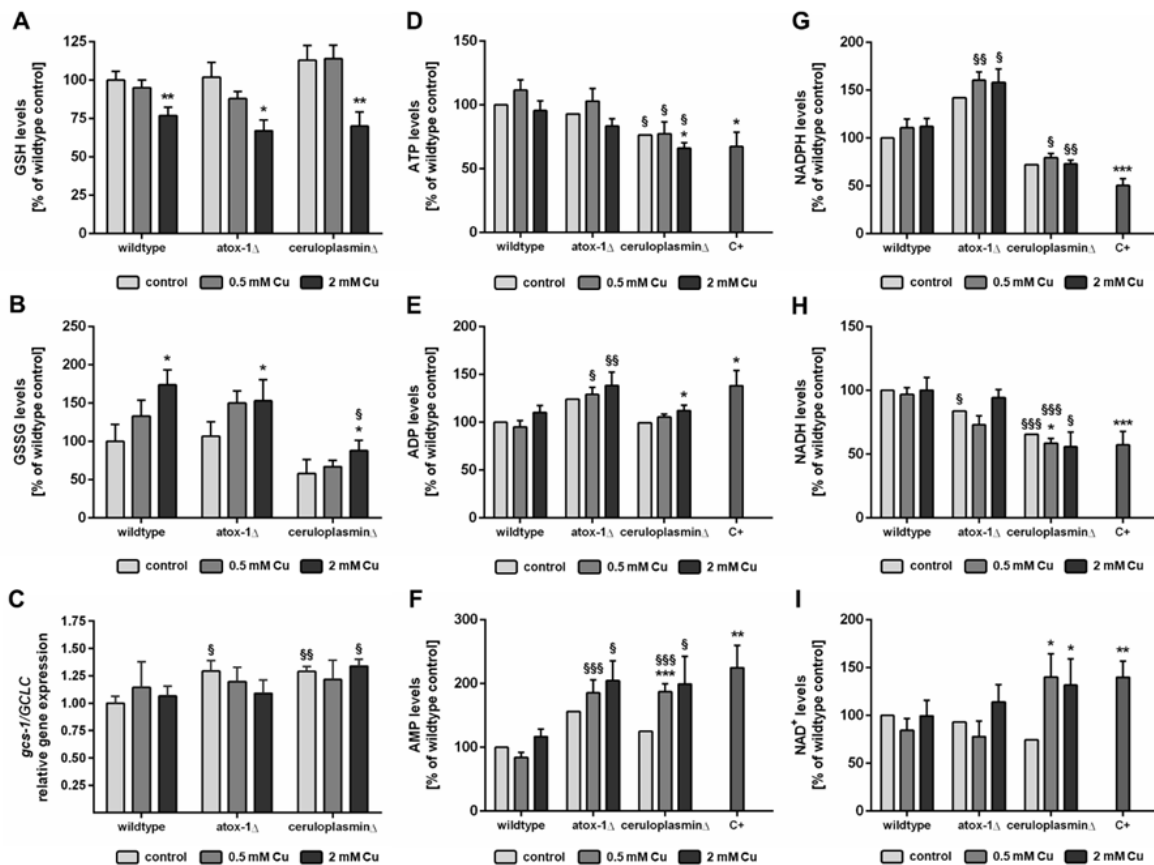 A
GSH levels
[% of wildtype control]
125
100
75
50
25
0
**
*
**
wildtype
atox-1Δ
ceruloplasminΔ
control
0.5 mM Cu
2 mM Cu
B
GSSG levels
[% of wildtype control]
250
200
150
100
50
0
*
*
§
*
wildtype
atox-1Δ
ceruloplasminΔ
control
0.5 mM Cu
2 mM Cu
C
gcs-1/GCLC
relative gene expression
1.50
1.25
1.00
0.75
0.50
0.25
§
§§
§
wildtype
atox-1Δ
ceruloplasminΔ
control
0.5 mM Cu
2 mM Cu
D
ATP levels
[% of wildtype control]
150
100
50
0
§
§
§
*
*
wildtype
atox-1Δ
ceruloplasminΔ
C+
control
0.5 mM Cu
2 mM Cu
E
ADP levels
[% of wildtype control]
200
150
100
50
0
§
§§
*
*
wildtype
atox-1Δ
ceruloplasminΔ
C+
control
0.5 mM Cu
2 mM Cu
F
AMP levels
[% of wildtype control]
300
200
100
0
§§§
§
§§§
***
§
**
wildtype
atox-1Δ
ceruloplasminΔ
C+
control
0.5 mM Cu
2 mM Cu
G
NADPH levels
[% of wildtype control]
200
150
100
50
0
§§
§
§
§§
***
wildtype
atox-1Δ
ceruloplasminΔ
C+
control
0.5 mM Cu
2 mM Cu
H
NADH levels
[% of wildtype control]
150
100
50
0
§
§§§
§§§
*
§
***
wildtype
atox-1Δ
ceruloplasminΔ
C+
control
0.5 mM Cu
2 mM Cu
I
NAD+ levels
[% of wildtype control]
200
150
100
50
0
*
*
**
wildtype
atox-1Δ
ceruloplasminΔ
C+
control
0.5 mM Cu
2 mM Cu